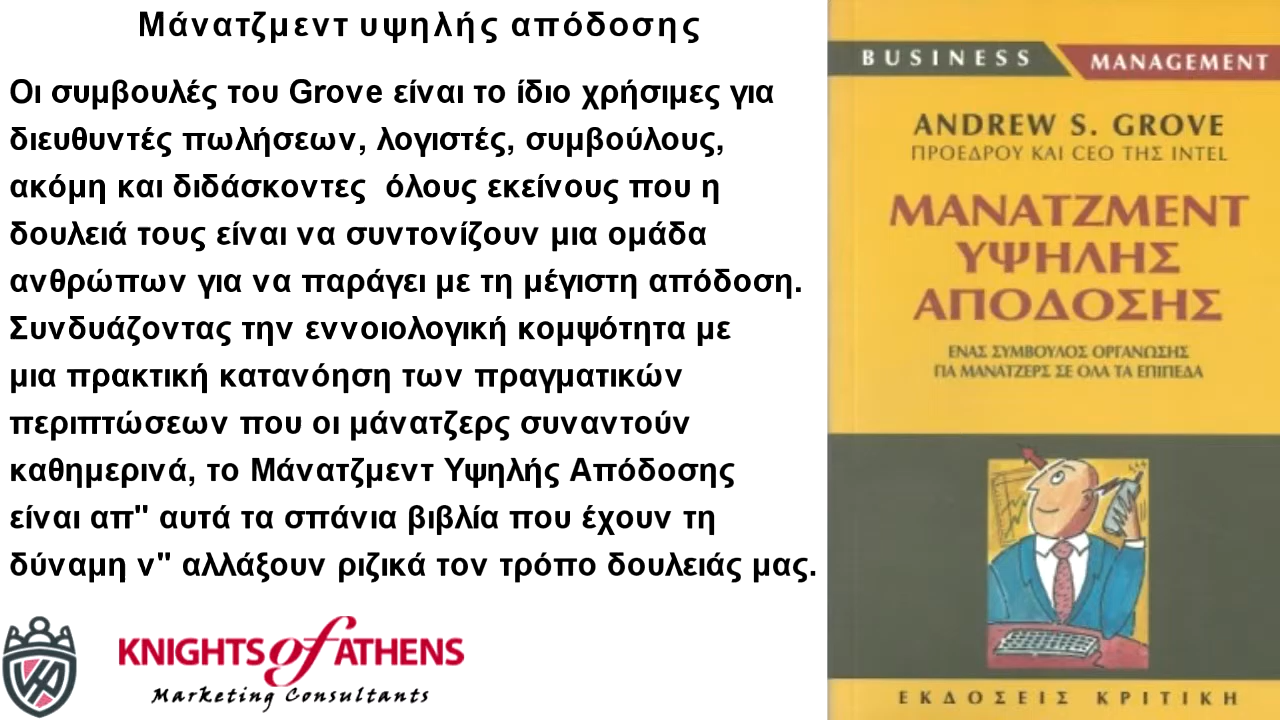 Μάνατζμεντ υψηλής απόδοσης
Οι συμβουλές του Grove είναι το ίδιο χρήσιμες για
διευθυντές πωλήσεων, λογιστές, συμβούλους,
ακόμη και διδάσκοντες  όλους εκείνους που η
δουλειά τους είναι να συντονίζουν μια ομάδα
ανθρώπων για να παράγει με τη μέγιστη απόδοση.
Συνδυάζοντας την εννοιολογική κομψότητα με
μια πρακτική κατανόηση των πραγματικών
περιπτώσεων που οι μάνατζερς συναντούν
καθημερινά, το Μάνατζμεντ Υψηλής Απόδοσης
είναι απ" αυτά τα σπάνια βιβλία που έχουν τη
δύναμη ν" αλλάξουν ριζικά τον τρόπο δουλειάς μας.
KNIGHTS of ATHENS
Marketing Consultants
BUSINESS MANAGEMENT
ANDREW S. GROVE
ΠΡΟΕΔΡΟΥ ΚΑΙ CEO ΤΗΣ INTEL
ΜΑΝΑΤΖΜΕΝΤ
ΥΨΗΛΗΣ
ΑΠΟΔΟΣΗΣ
ΕΝΑΣ ΣΥΜΒΟΥΛΟΣ ΟΡΓΑΝΩΣΗΣ
ΓΙΑ ΜΑΝΑΤΖΕΡΣ ΣΕ ΟΛΑ ΤΑ ΕΠΙΠΕΔΑ
ΕΚΔΟΣΕΙΣ ΚΡΙΤΙΚΗ